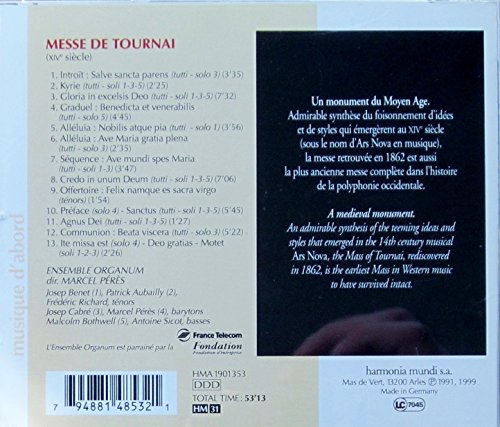 MESSE DE TOURNAI
(XIVe siècle)
1. Introït : Salve sancta parens (tutti - solo 3) (3'35)
2. Kyrie (tutti - soli 1-3-5) (2'25)
3. Gloria in excelsis Deo (tutti - soli 1-3-5) (7'32)
4. Graduel : Benedicta et venerabilis
(tutti - solo 5) (4'45)
5. Alléluia : Nobilis atque pia (tutti - solo 1) (3'56)
6. Alléluia : Ave Maria gratia plena
(tutti - solo 3) (2'35)
7. Séquence : Ave mundi spes Maria
(tutti - soli 1-3) (3'47)
8. Credo in unum Deum (tutti - soli 1-3-5) (7'06)
9. Offertoire : Felix namque es sacra virgo
(ténors) (1'54)
10. Préface (solo 4) - Sanctus (tutti - soli 1-3-5) (5'45)
11. Agnus Dei (tutti - soli 1-3-5) (4'27)
12. Communion : Beata viscera (tutti - solo 5) (2'26)
13. Ite missa est (solo 4) - Deo gratias - Motet
(soli 1-2-3) (2'26)
ENSEMBLE ORGANUM
dir. MARCEL PÉRÈS
Josep Benet (1), Patrick Aubailly (2),
Frédéric Richard, ténors
Josep Cabré (3), Marcel Pérès (4), barytons
Malcolm Bothwell (5), Antoine Sicot, basses
France Telecom
Fondation
Fondation d'entreprise
L'Ensemble Organum est parrainé par la
musique d'abord
7 94881 48532 1
HMA 1901353
DDD
TOTAL TIME : 53'13
HM 31
Un monument du Moyen Age.
Admirable synthèse du foisonnement d'idées
et de styles qui émergèrent au XIVe siècle
(sous le nom d'Ars Nova en musique),
la messe retrouvée en 1862 est aussi
la plus ancienne messe complète dans l'histoire
de la polyphonie occidentale.
A medieval monument.
An admirable synthesis of the teeming ideas and
styles that emerged in the 14th century musical
Ars Nova, the Mass of Tournai, rediscovered
in 1862, is the earliest Mass in Western music
to have survived intact.
harmonia mundi s.a.
Mas de Vert, 13200 Arles ℗ 1991, 1999
Made in Germany
LC 7045